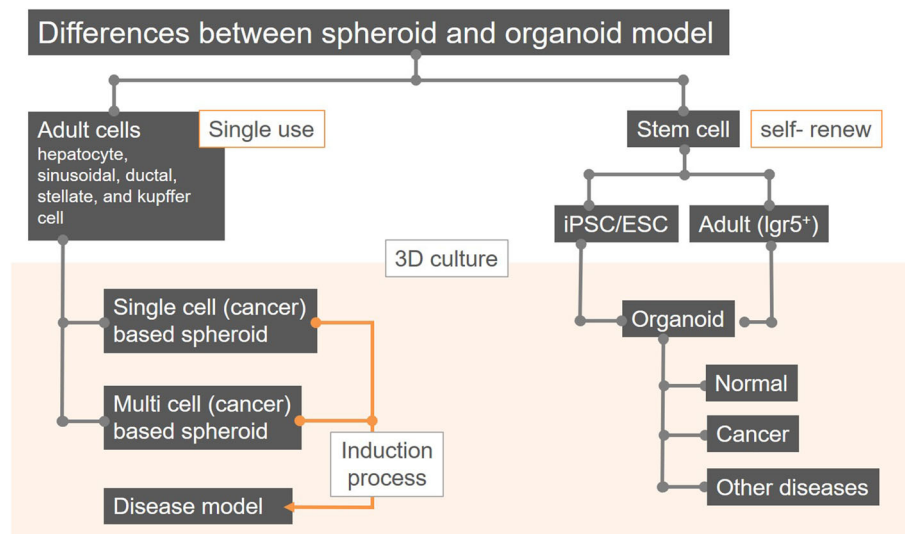 Differences between spheroid and organoid model
Adult cells
hepatocyte,
sinusoidal, ductal,
stellate, and kupffer
cell
Single use
Stem cell
self- renew
iPSC/ESC
Adult (lgr5⁺)
3D culture
Single cell (cancer)
based spheroid
Multi cell (cancer)
based spheroid
Induction
process
Disease model
Organoid
Normal
Cancer
Other diseases